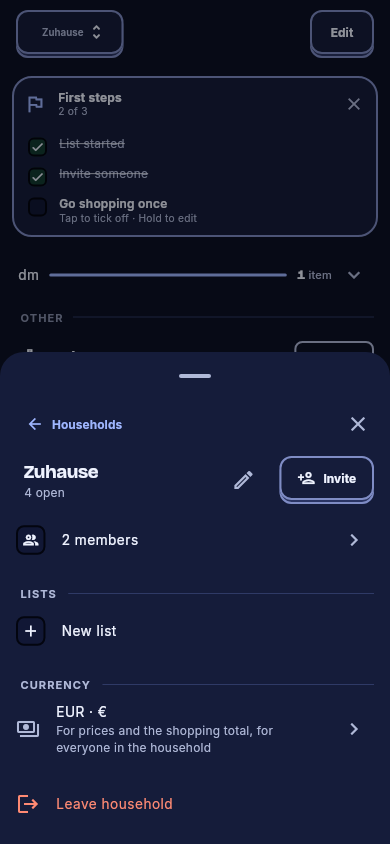 Zuhause
Edit
First steps
2 of 3
List started
Invite someone
Go shopping once
Tap to tick off · Hold to edit
dm
1 item
OTHER
Households
Zuhause
4 open
Invite
2 members
LISTS
New list
CURRENCY
EUR · €
For prices and the shopping total, for
everyone in the household
Leave household